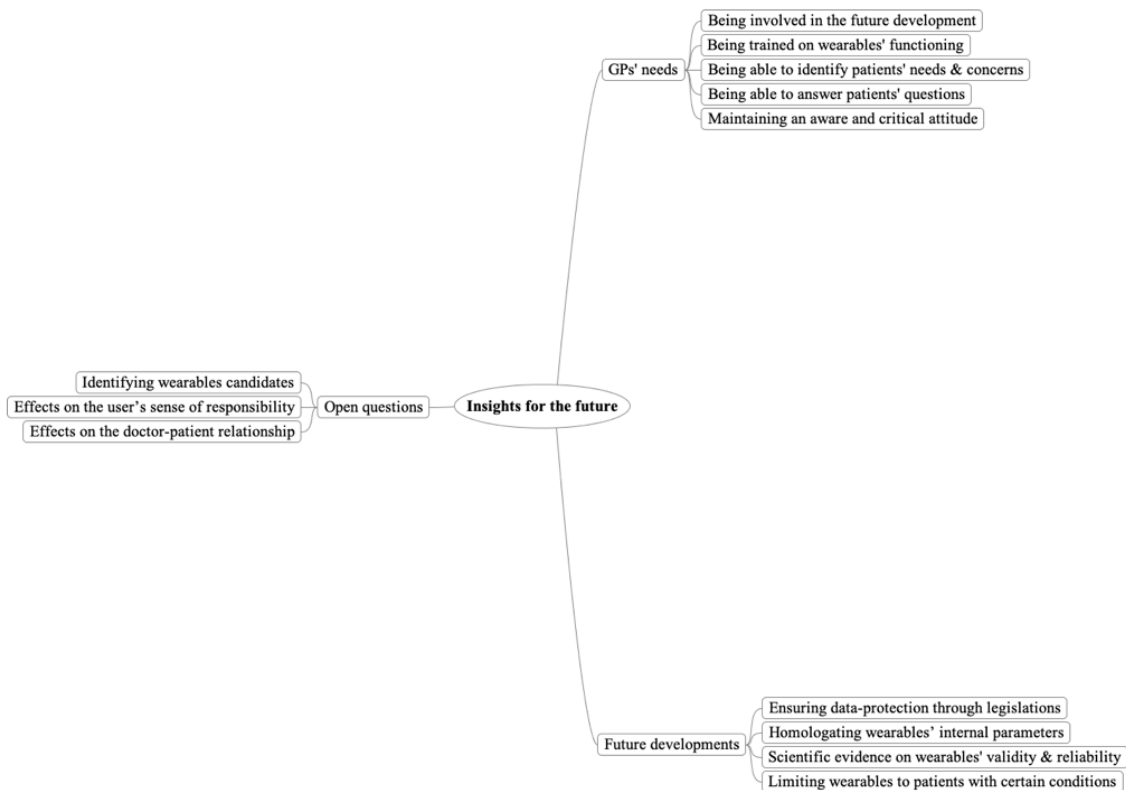 Being involved in the future development
Being trained on wearables' functioning
GPs' needs
Being able to identify patients' needs & concerns
Being able to answer patients' questions
Maintaining an aware and critical attitude
Identifying wearables candidates
Effects on the user’s sense of responsibility
Open questions
Insights for the future
Effects on the doctor-patient relationship
Ensuring data-protection through legislations
Homologating wearables’ internal parameters
Future developments
Scientific evidence on wearables' validity & reliability
Limiting wearables to patients with certain conditions